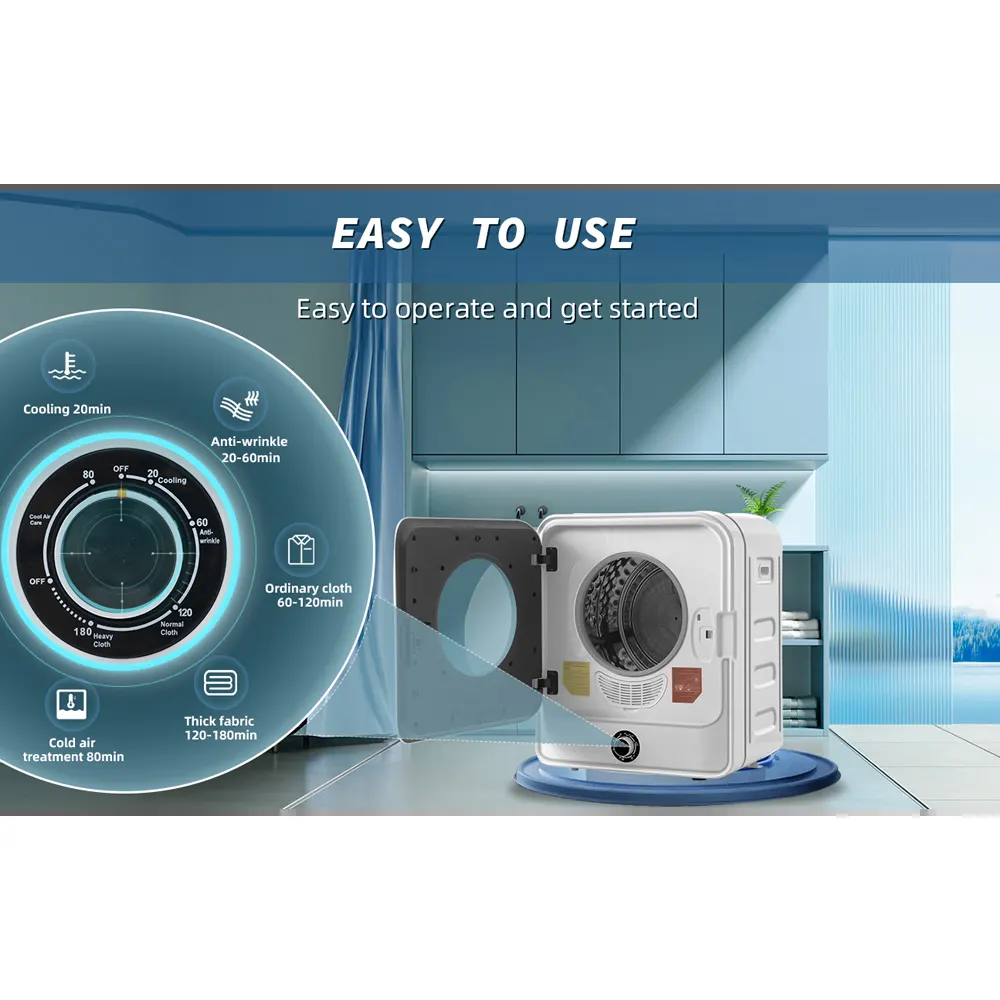 EASY TO USE
Easy to operate and get started
Cooling 20min
Anti-wrinkle
20-60min
Ordinary cloth
60-120min
Thick fabric
120-180min
Cold air
treatment 80min
OFF
20
Cooling
60
Anti-
wrinkle
120
Normal
Cloth
180
Heavy
Cloth
OFF
Cool Air
Care
80